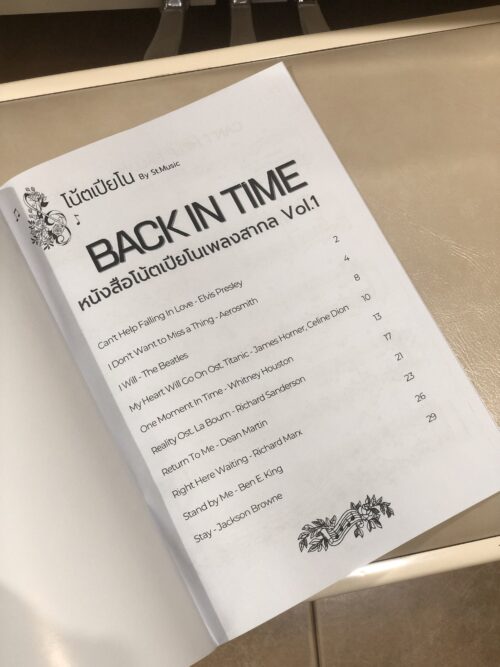 โน้ตเปียโน By St.Music
BACK IN TIME
หนังสือโน้ตเปียโนเพลงสากล Vol.1
Can't Help Falling In Love - Elvis Presley 2
I Don't Want to Miss a Thing - Aerosmith 4
I Will - The Beatles 8
My Heart Will Go On Ost. Titanic - James Horner, Celine Dion 10
One Moment In Time - Whitney Houston 13
Reality Ost. La Boum - Richard Sanderson 17
Return To Me - Dean Martin 21
Right Here Waiting - Richard Marx 23
Stand by Me - Ben E. King 26
Stay - Jackson Browne 29